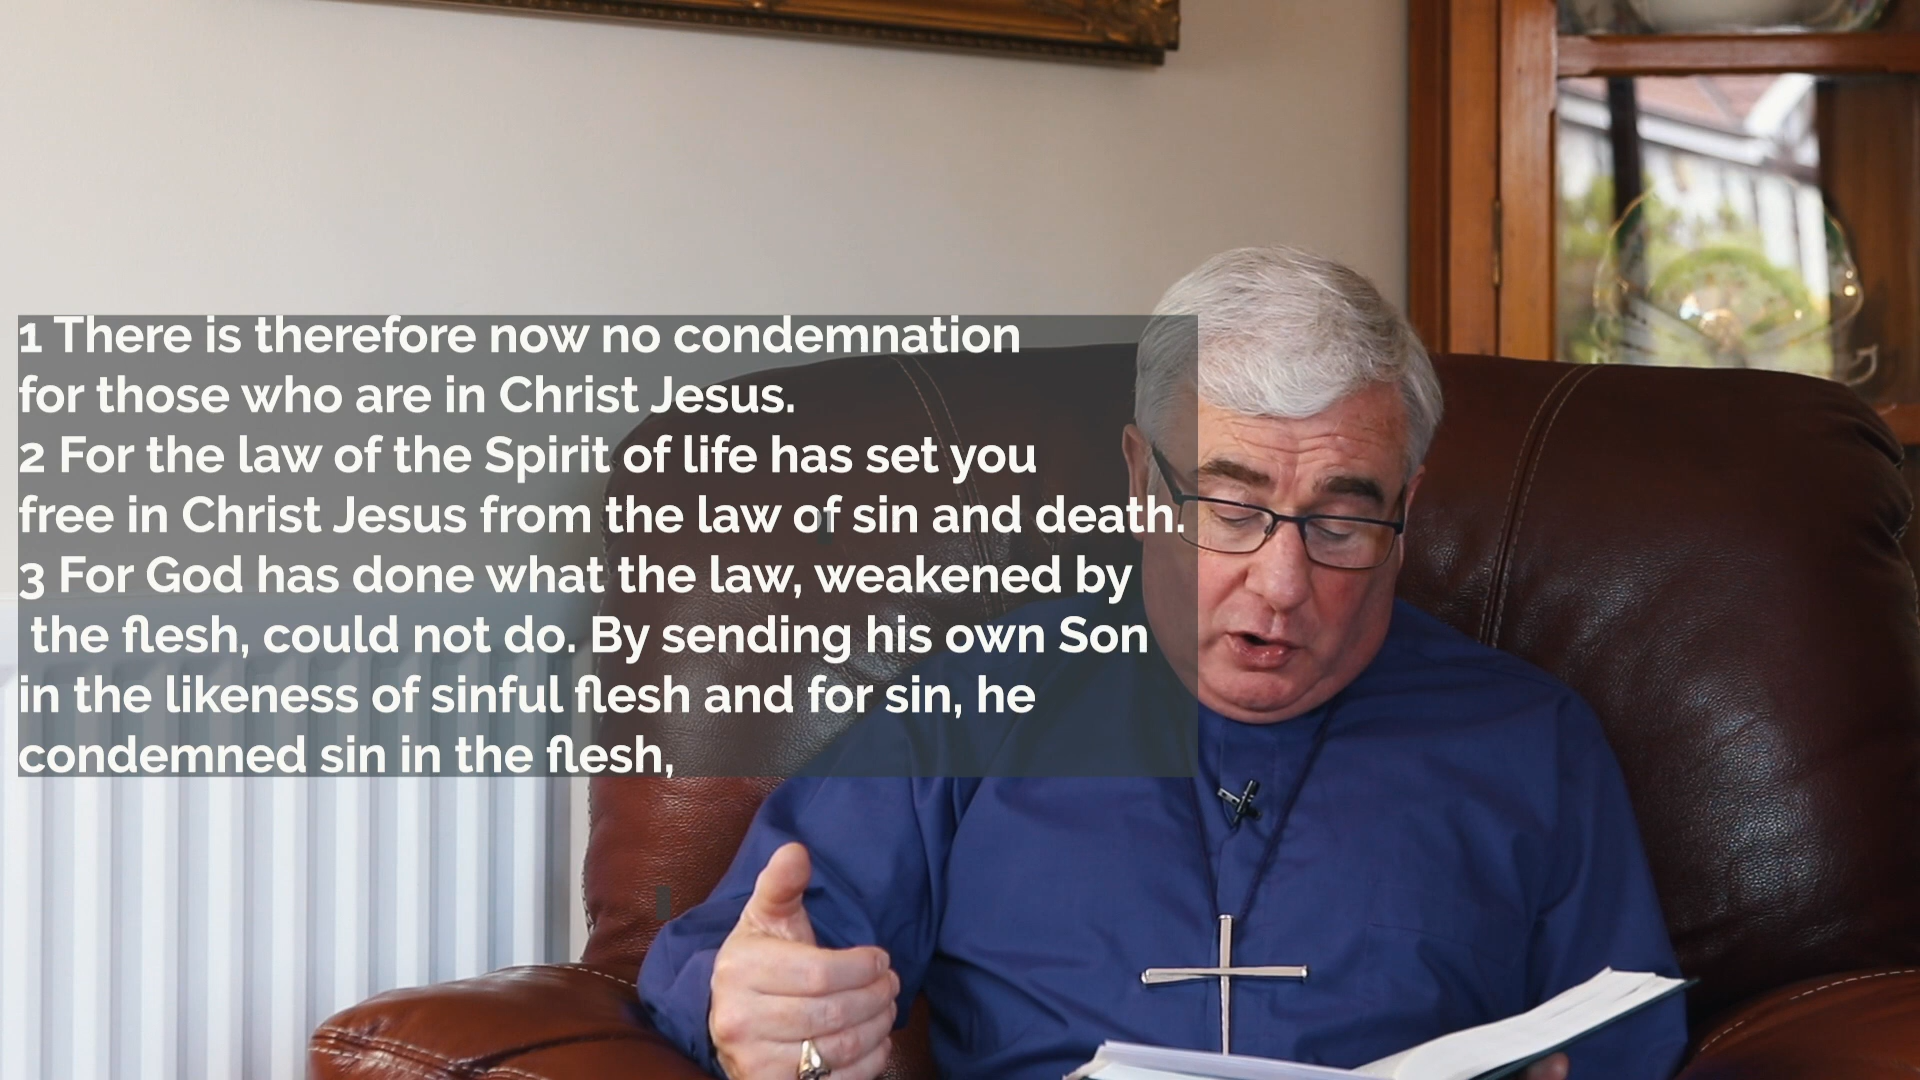 1 There is therefore now no condemnation
for those who are in Christ Jesus.
2 For the law of the Spirit of life has set you
free in Christ Jesus from the law of sin and death.
3 For God has done what the law, weakened by
the flesh, could not do. By sending his own Son
in the likeness of sinful flesh and for sin, he
condemned sin in the flesh,